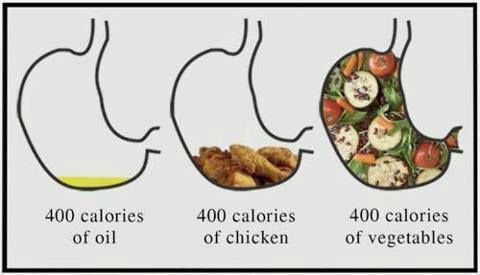 400 calories
of oil
400 calories
of chicken
400 calories
of vegetables